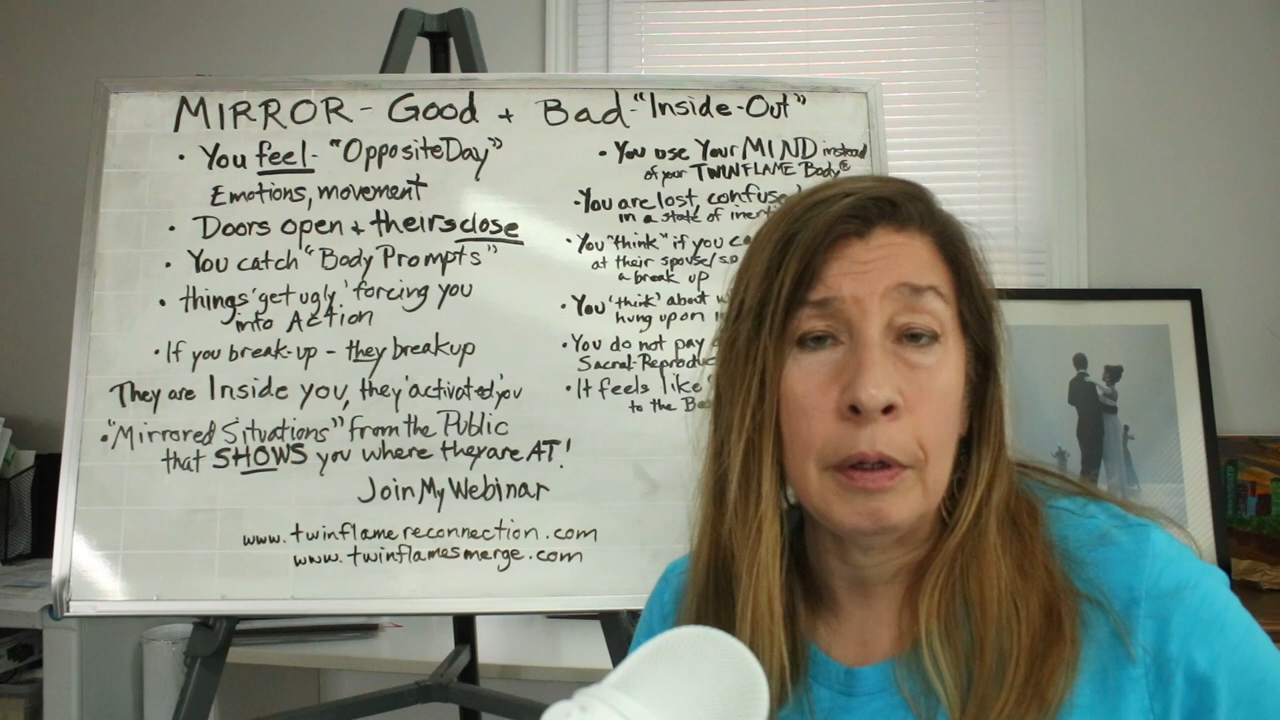 MIRROR - Good + Bad - "Inside-Out"
• You feel - "Opposite Day"
Emotions, movement
• Doors open + theirs close
• You catch "Body Prompts"
• things 'get ugly' forcing you
into Action
• If you break-up - they breakup
They are Inside you, they 'activated' you
• "Mirrored Situations" from the Public
that SHOWS you where they are AT!
Join My Webinar
www.twinflamereconnection.com
www.twinflamesmerge.com
• You use Your MIND instead
of your TWINFLAME Body®
• You are lost, confused
in a state of
• You "think" if you
at their spouse/
a break up
• You 'think' about
hung up on
• You do not pay
Sacral-
• It feels like
to the